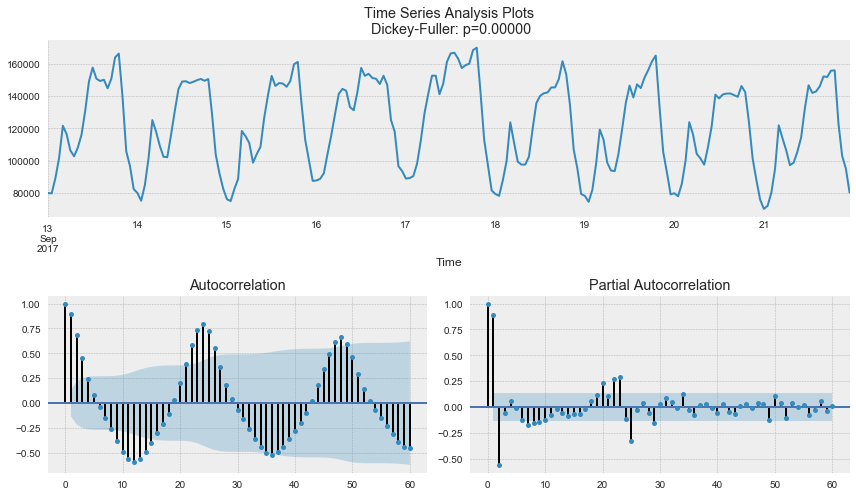 Time Series Analysis Plots
Dickey-Fuller: p=0.00000
160000
140000
120000
100000
80000
13 14 15 16 17 18 19 20 21
Sep
2017
Time
Autocorrelation
1.00
0.75
0.50
0.25
0.00
−0.25
−0.50
0 10 20 30 40 50 60
Partial Autocorrelation
1.00
0.75
0.50
0.25
0.00
−0.25
−0.50
0 10 20 30 40 50 60